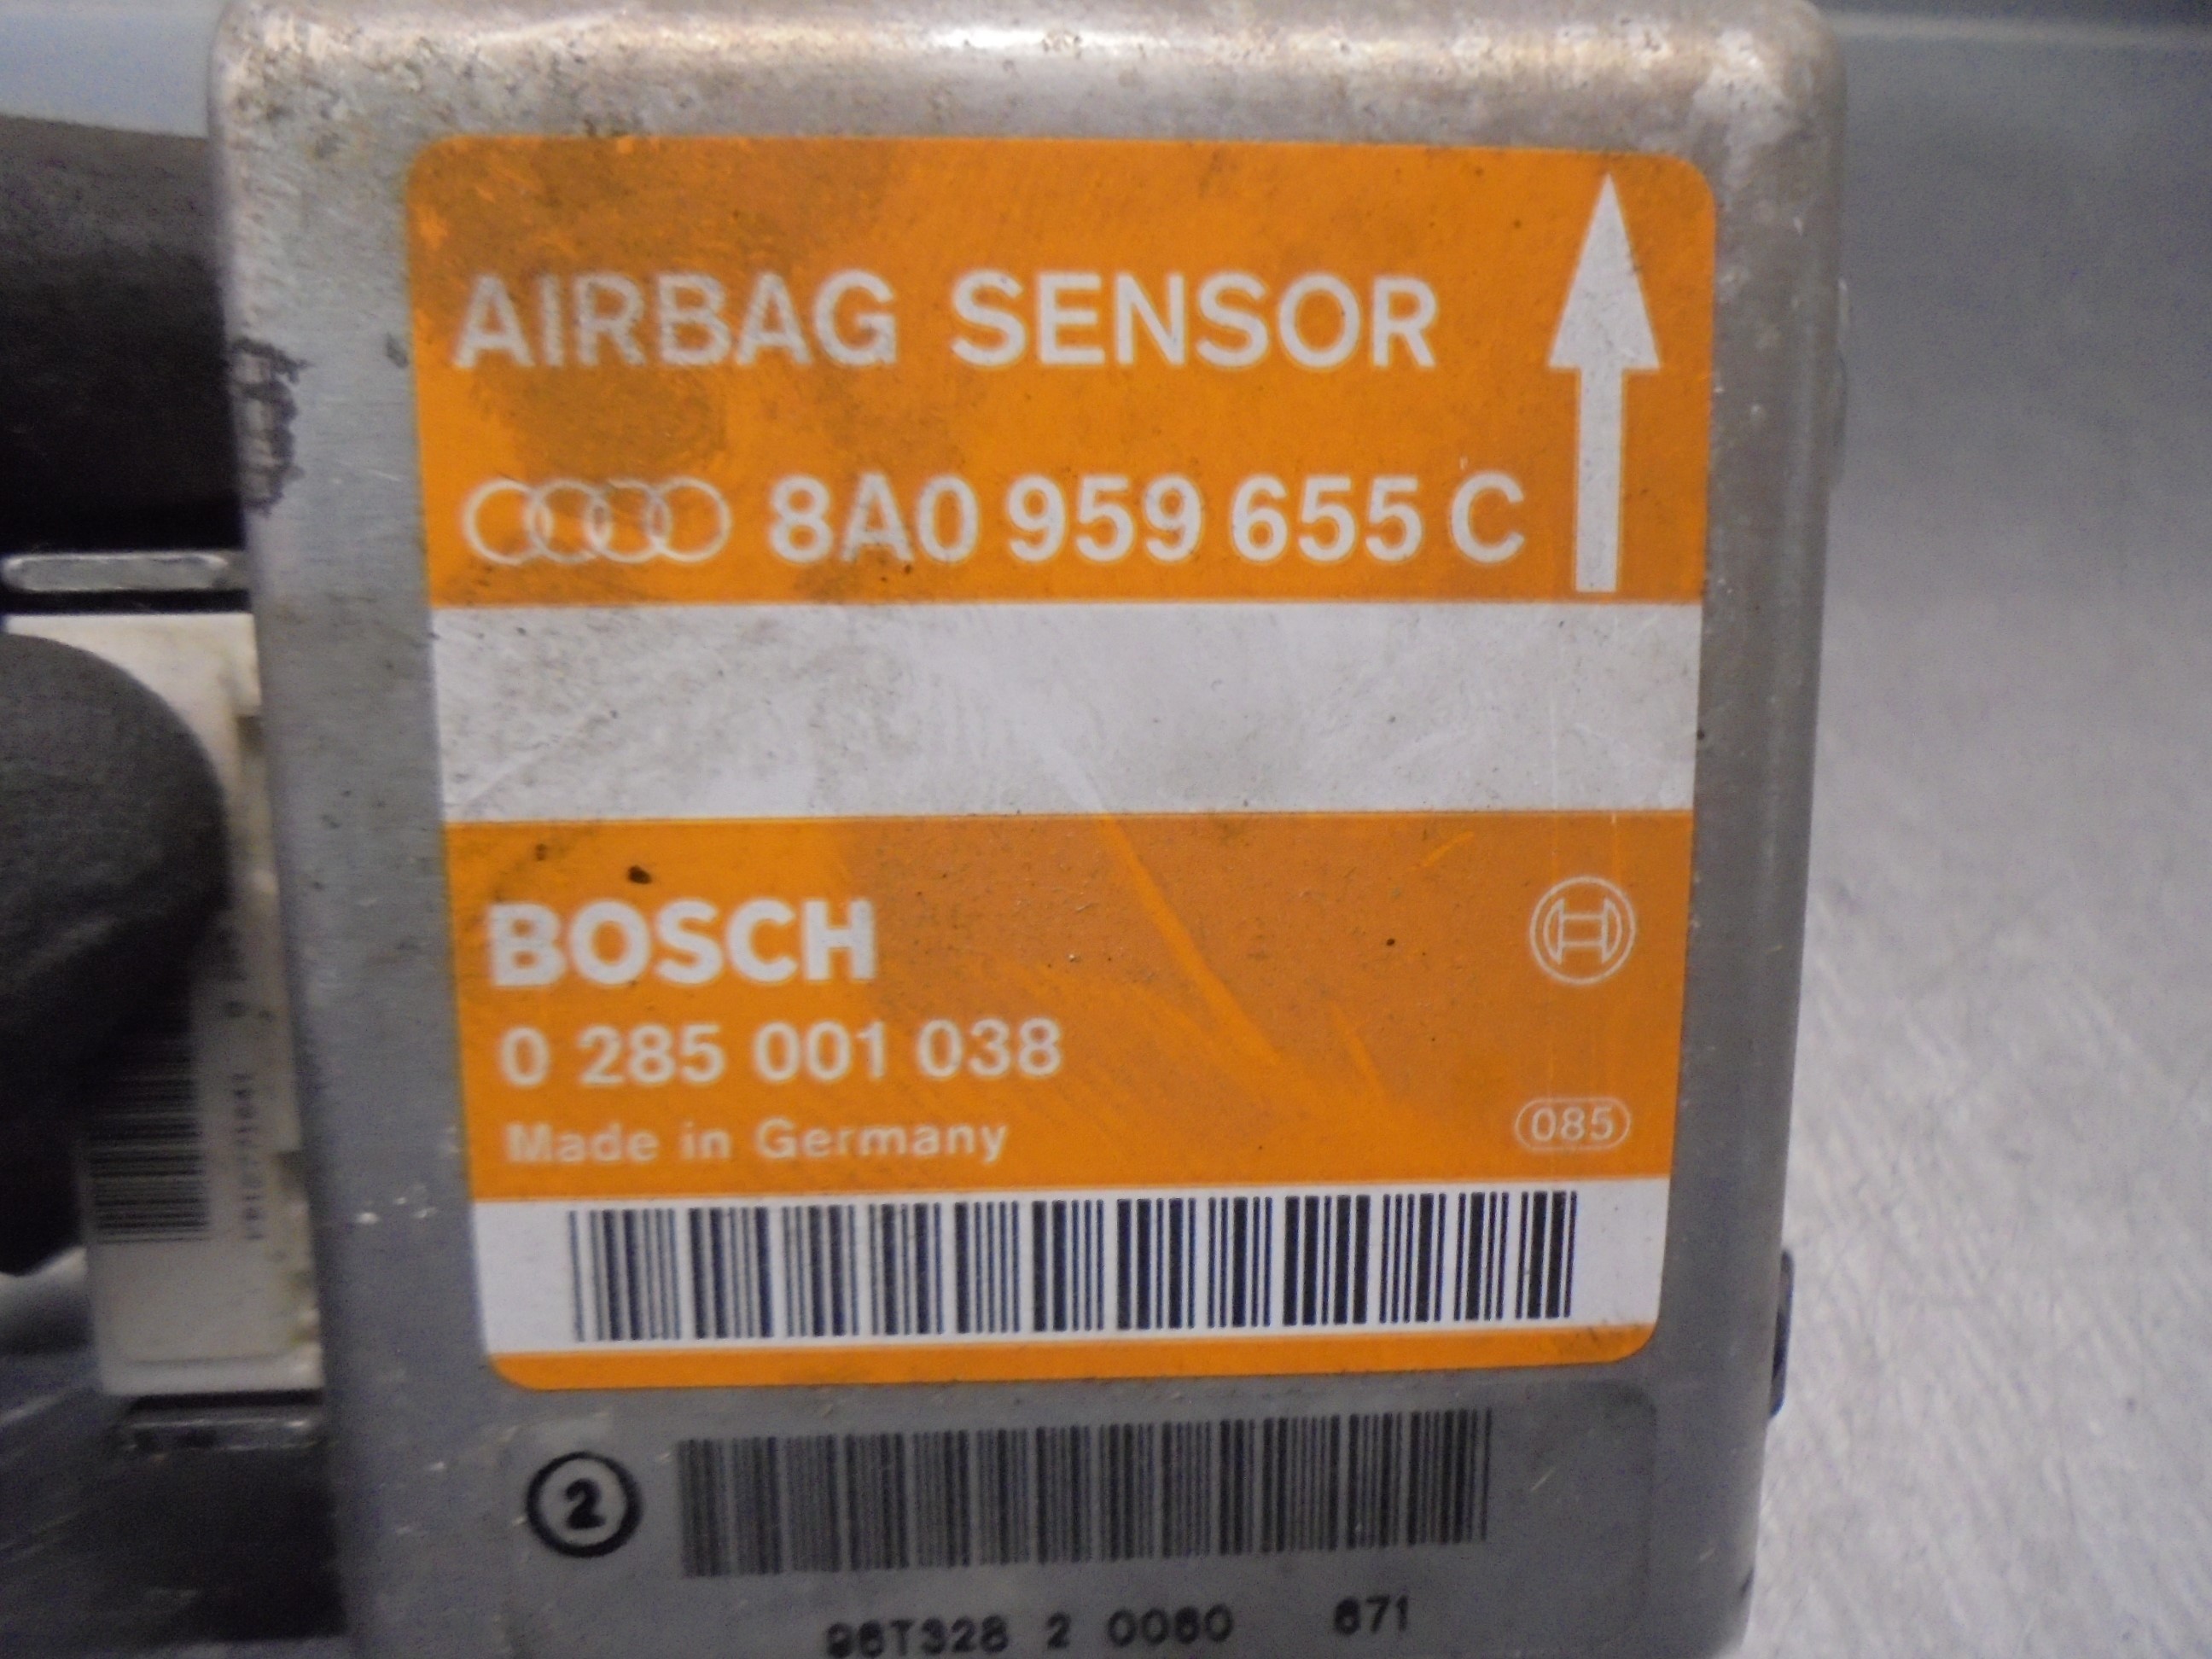 AIRBAG SENSOR
8A0 959 655 C
BOSCH
0 285 001 038
Made in Germany
085
2
96T328 2 0060 671